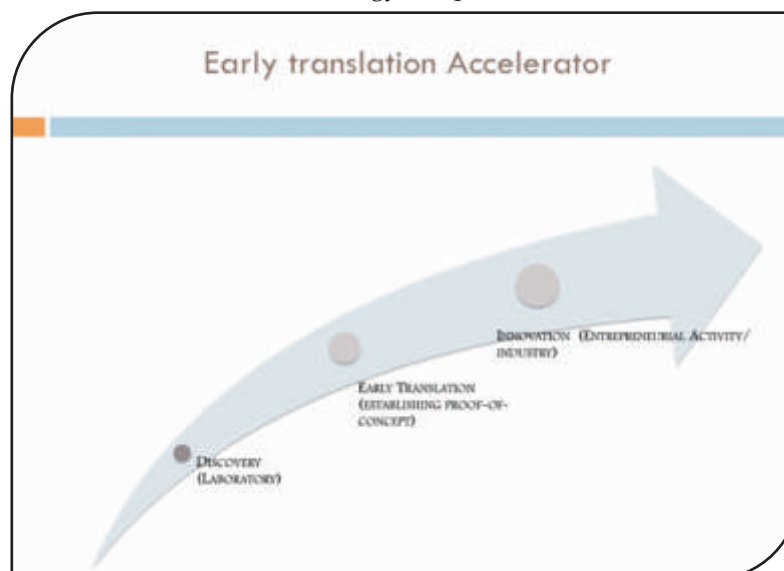 Early translation Accelerator
INNOVATION (ENTREPRENEURIAL ACTIVITY/
INDUSTRY)
EARLY TRANSLATION
(ESTABLISHING PROOF-OF-
CONCEPT)
DISCOVERY
(LABORATORY)